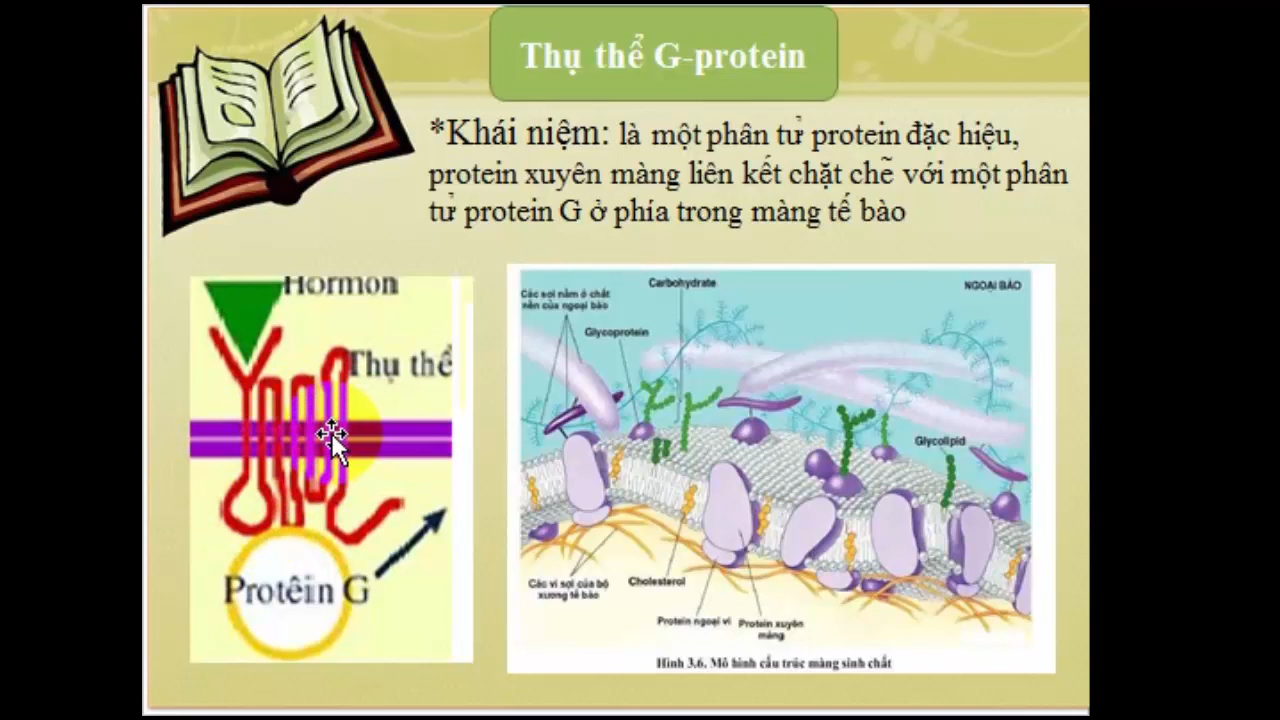 Thụ thể G-protein
*Khái niệm: là một phân tử protein đặc hiệu,
protein xuyên màng liên kết chặt chẽ với một phân
tử protein G ở phía trong màng tế bào
Hormon
Thụ thể
Protêin G
Các sợi nằm ở chất
nền của ngoại bào
Carbohydrate
NGOẠI BÀO
Glycoprotein
Glycolipid
Các vi sợi của bộ
xương tế bào
Cholesterol
Protein ngoại vi
Protein xuyên
màng
Hình 3.6. Mô hình cấu trúc màng sinh chất